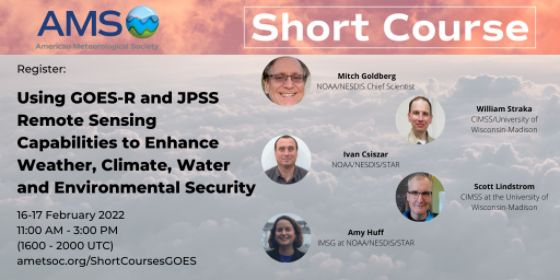 AMS
American Meteorological Society
Short Course
Register:
Using GOES-R and JPSS
Remote Sensing
Capabilities to Enhance
Weather, Climate, Water
and Environmental Security
16-17 February 2022
11:00 AM - 3:00 PM
(1600 - 2000 UTC)
ametsoc.org/ShortCoursesGOES
Mitch Goldberg
NOAA/NESDIS Chief Scientist
William Straka
CIMSS/University of
Wisconsin-Madison
Ivan Csiszar
NOAA/NESDIS/STAR
Scott Lindstrom
CIMSS at the University of
Wisconsin-Madison
Amy Huff
IMSG at NOAA/NESDIS/STAR